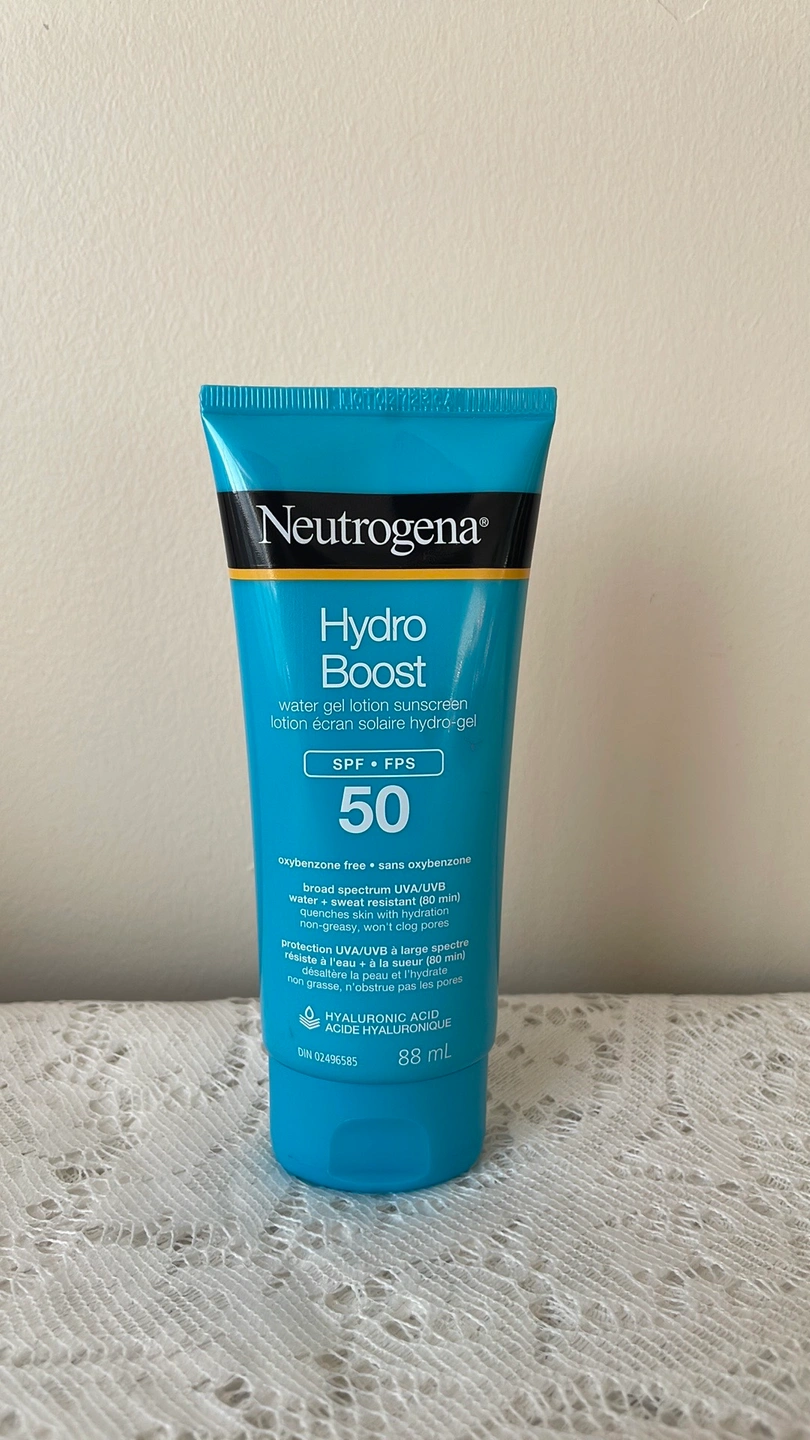 Neutrogena®
Hydro
Boost
water gel lotion sunscreen
lotion écran solaire hydro-gel
SPF • FPS
50
oxybenzone free • sans oxybenzone
broad spectrum UVA/UVB
water + sweat resistant (80 min)
quenches skin with hydration
non-greasy, won't clog pores
protection UVA/UVB à large spectre
résiste à l'eau + à la sueur (80 min)
désaltère la peau et l'hydrate
non grasse, n'obstrue pas les pores
HYALURONIC ACID
ACIDE HYALURONIQUE
DIN 02496585 88 mL